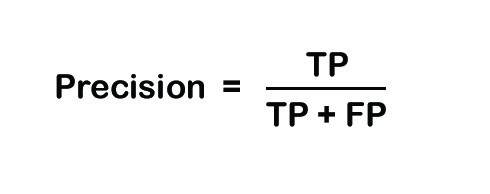 Precision = TP
TP + FP